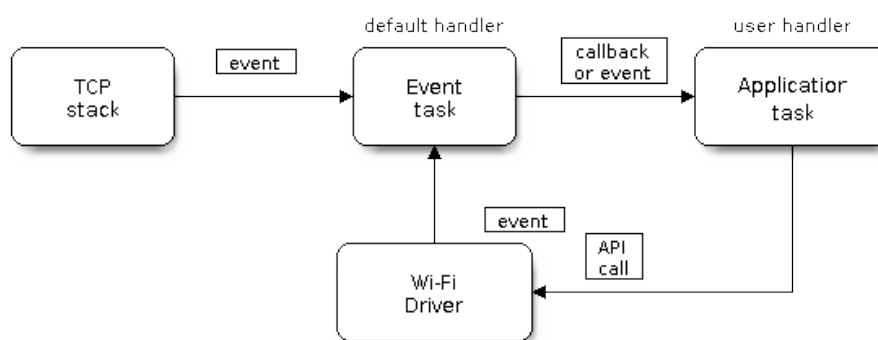 default handler
user handler
event
callback
or event
TCP
stack
Event
task
Application
task
event
API
call
Wi-Fi
Driver